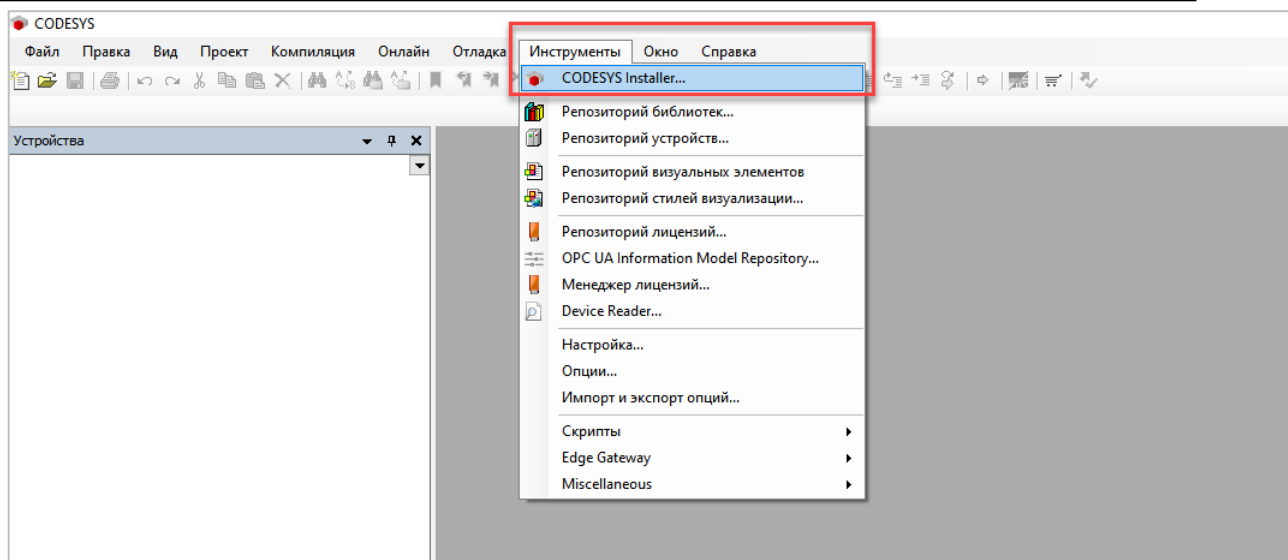 CODESYS
Файл Правка Вид Проект Компиляция Онлайн Отладка Инструменты Окно Справка
CODESYS Installer...
Устройства
Репозиторий библиотек...
Репозиторий устройств...
Репозиторий визуальных элементов
Репозиторий стилей визуализации...
Репозиторий лицензий...
OPC UA Information Model Repository...
Менеджер лицензий...
Device Reader...
Настройка...
Опции...
Импорт и экспорт опций...
Скрипты
Edge Gateway
Miscellaneous